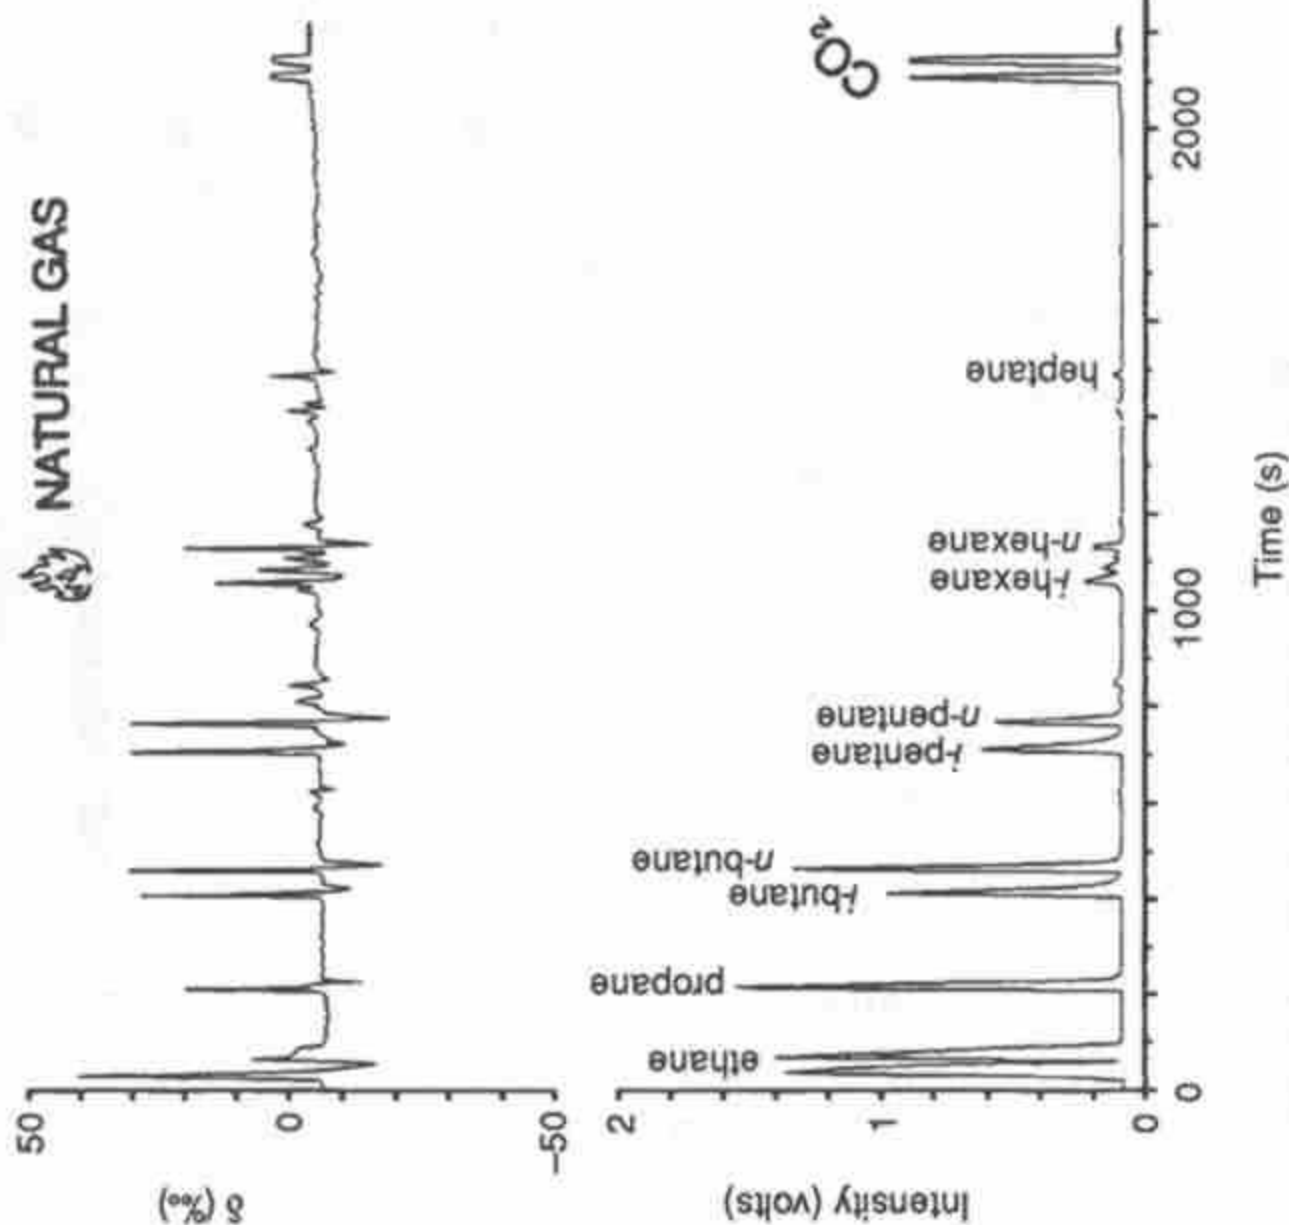 NATURAL GAS
50
0
−50
δ (‰)
2
1
0
Intensity (volts)
ethane
propane
i-butane
n-butane
i-pentane
n-pentane
i-hexane
n-hexane
heptane
CO₂
0
1000
2000
Time (s)